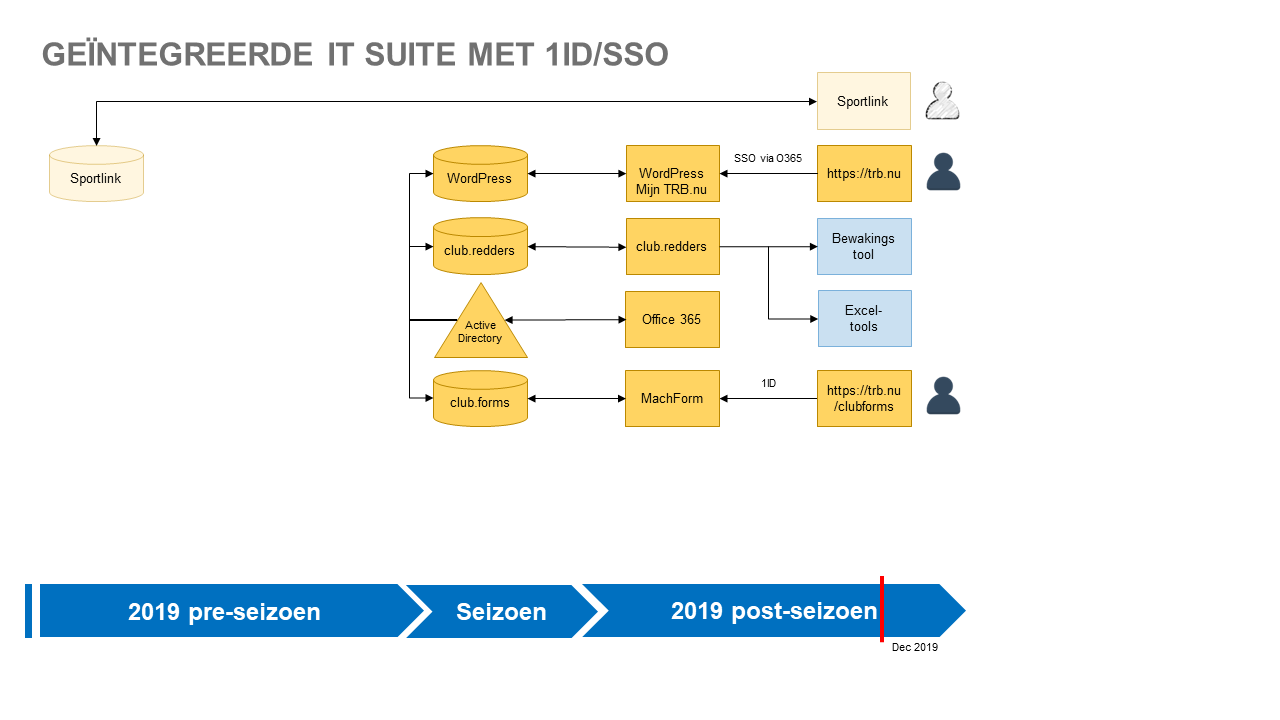 GEÏNTEGREERDE IT SUITE MET 1ID/SSO
Sportlink
Sportlink
WordPress
WordPress
Mijn TRB.nu
SSO via O365
https://trb.nu
club.redders
club.redders
Bewakings
tool
Active
Directory
Office 365
Excel-
tools
club.forms
MachForm
1ID
https://trb.nu
/clubforms
2019 pre-seizoen
Seizoen
2019 post-seizoen
Dec 2019